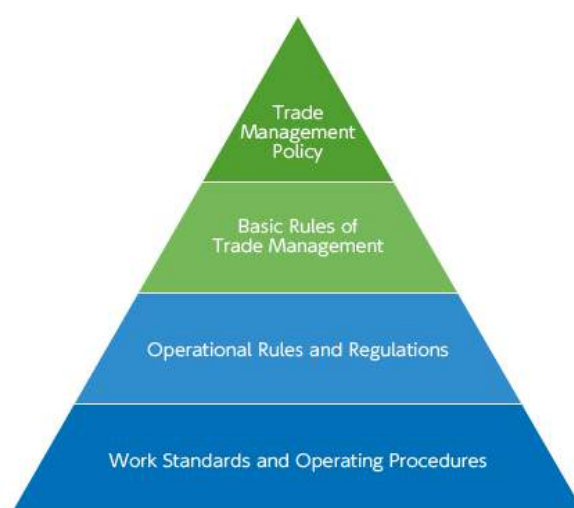 Trade
Management
Policy
Basic Rules of
Trade Management
Operational Rules and Regulations
Work Standards and Operating Procedures